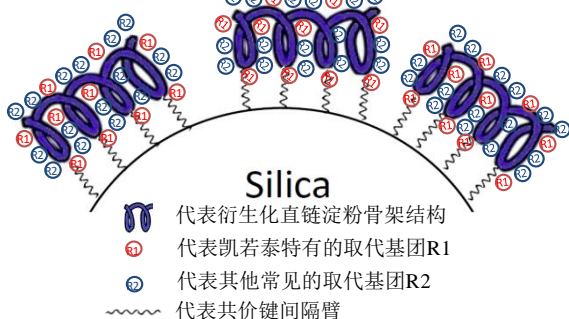 Silica
代表衍生化直链淀粉骨架结构
R1 代表凯若泰特有的取代基团R1
R2 代表其他常见的取代基团R2
代表共价键间隔臂